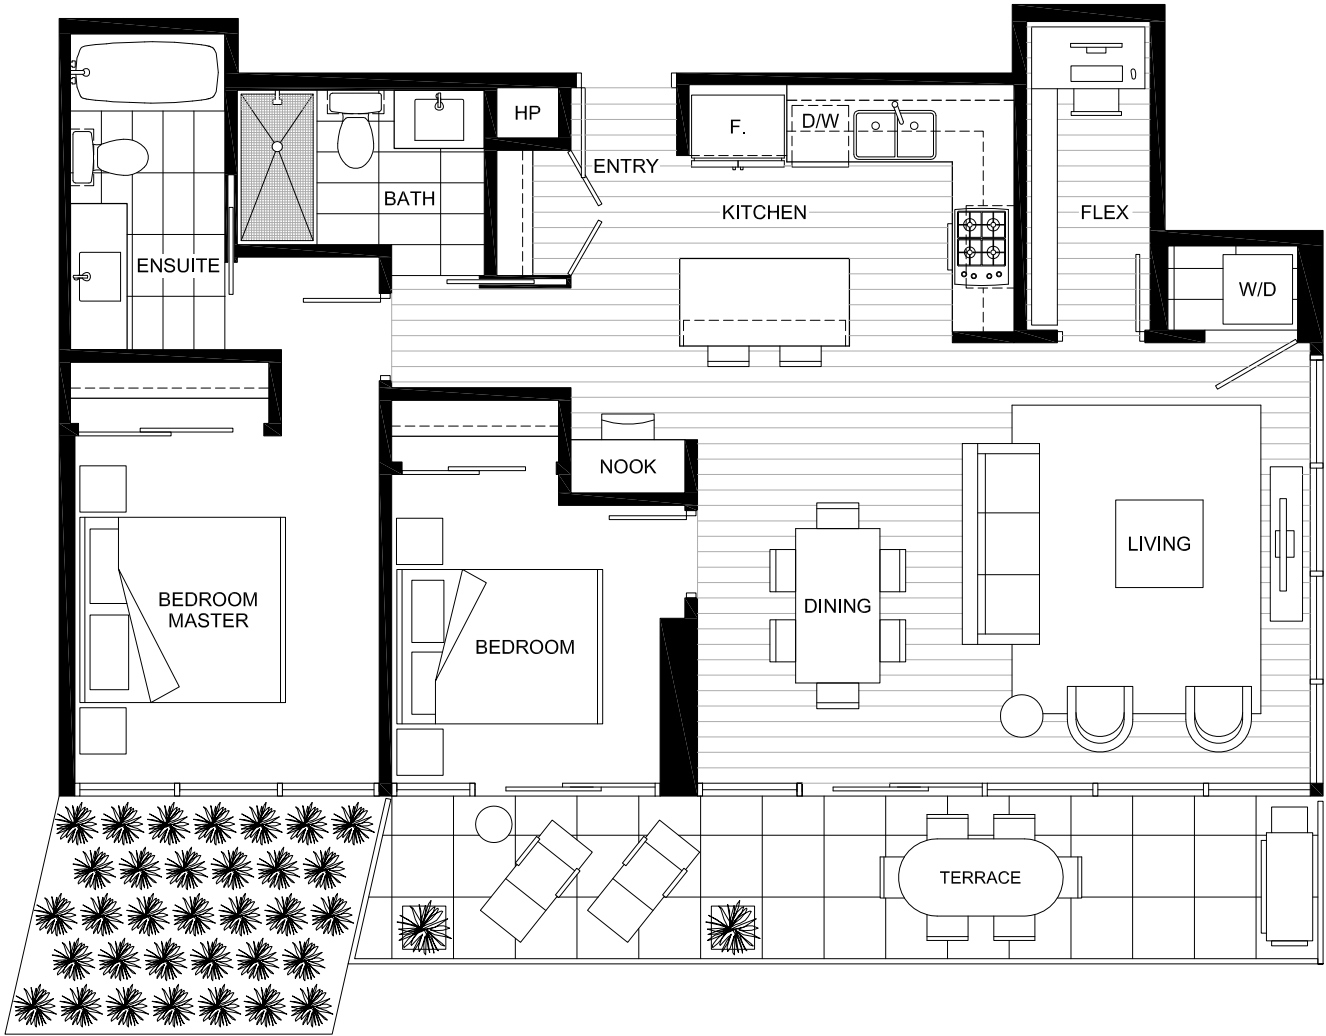 HP
F.
D/W
ENTRY
BATH
KITCHEN
FLEX
ENSUITE
W/D
NOOK
LIVING
BEDROOM
MASTER
DINING
BEDROOM
TERRACE